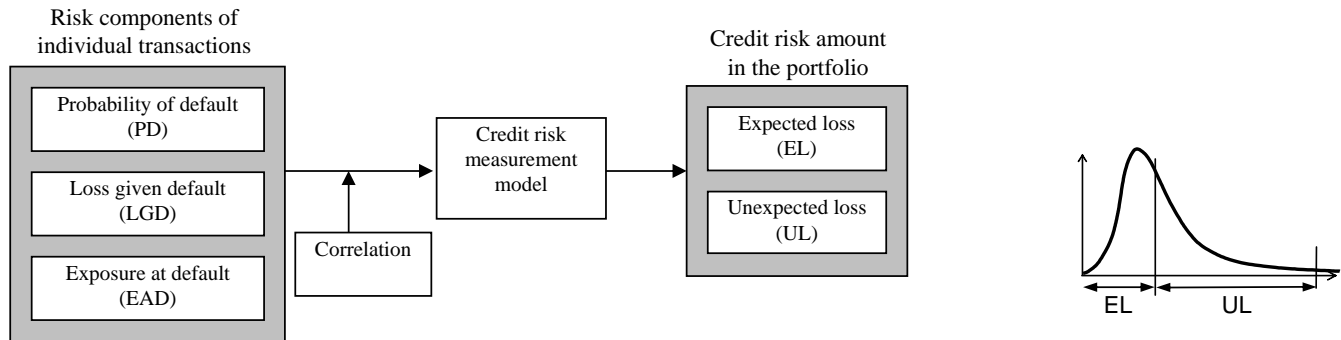 Risk components of
individual transactions
Probability of default
(PD)
Loss given default
(LGD)
Exposure at default
(EAD)
Correlation
Credit risk
measurement
model
Credit risk amount
in the portfolio
Expected loss
(EL)
Unexpected loss
(UL)
EL
UL